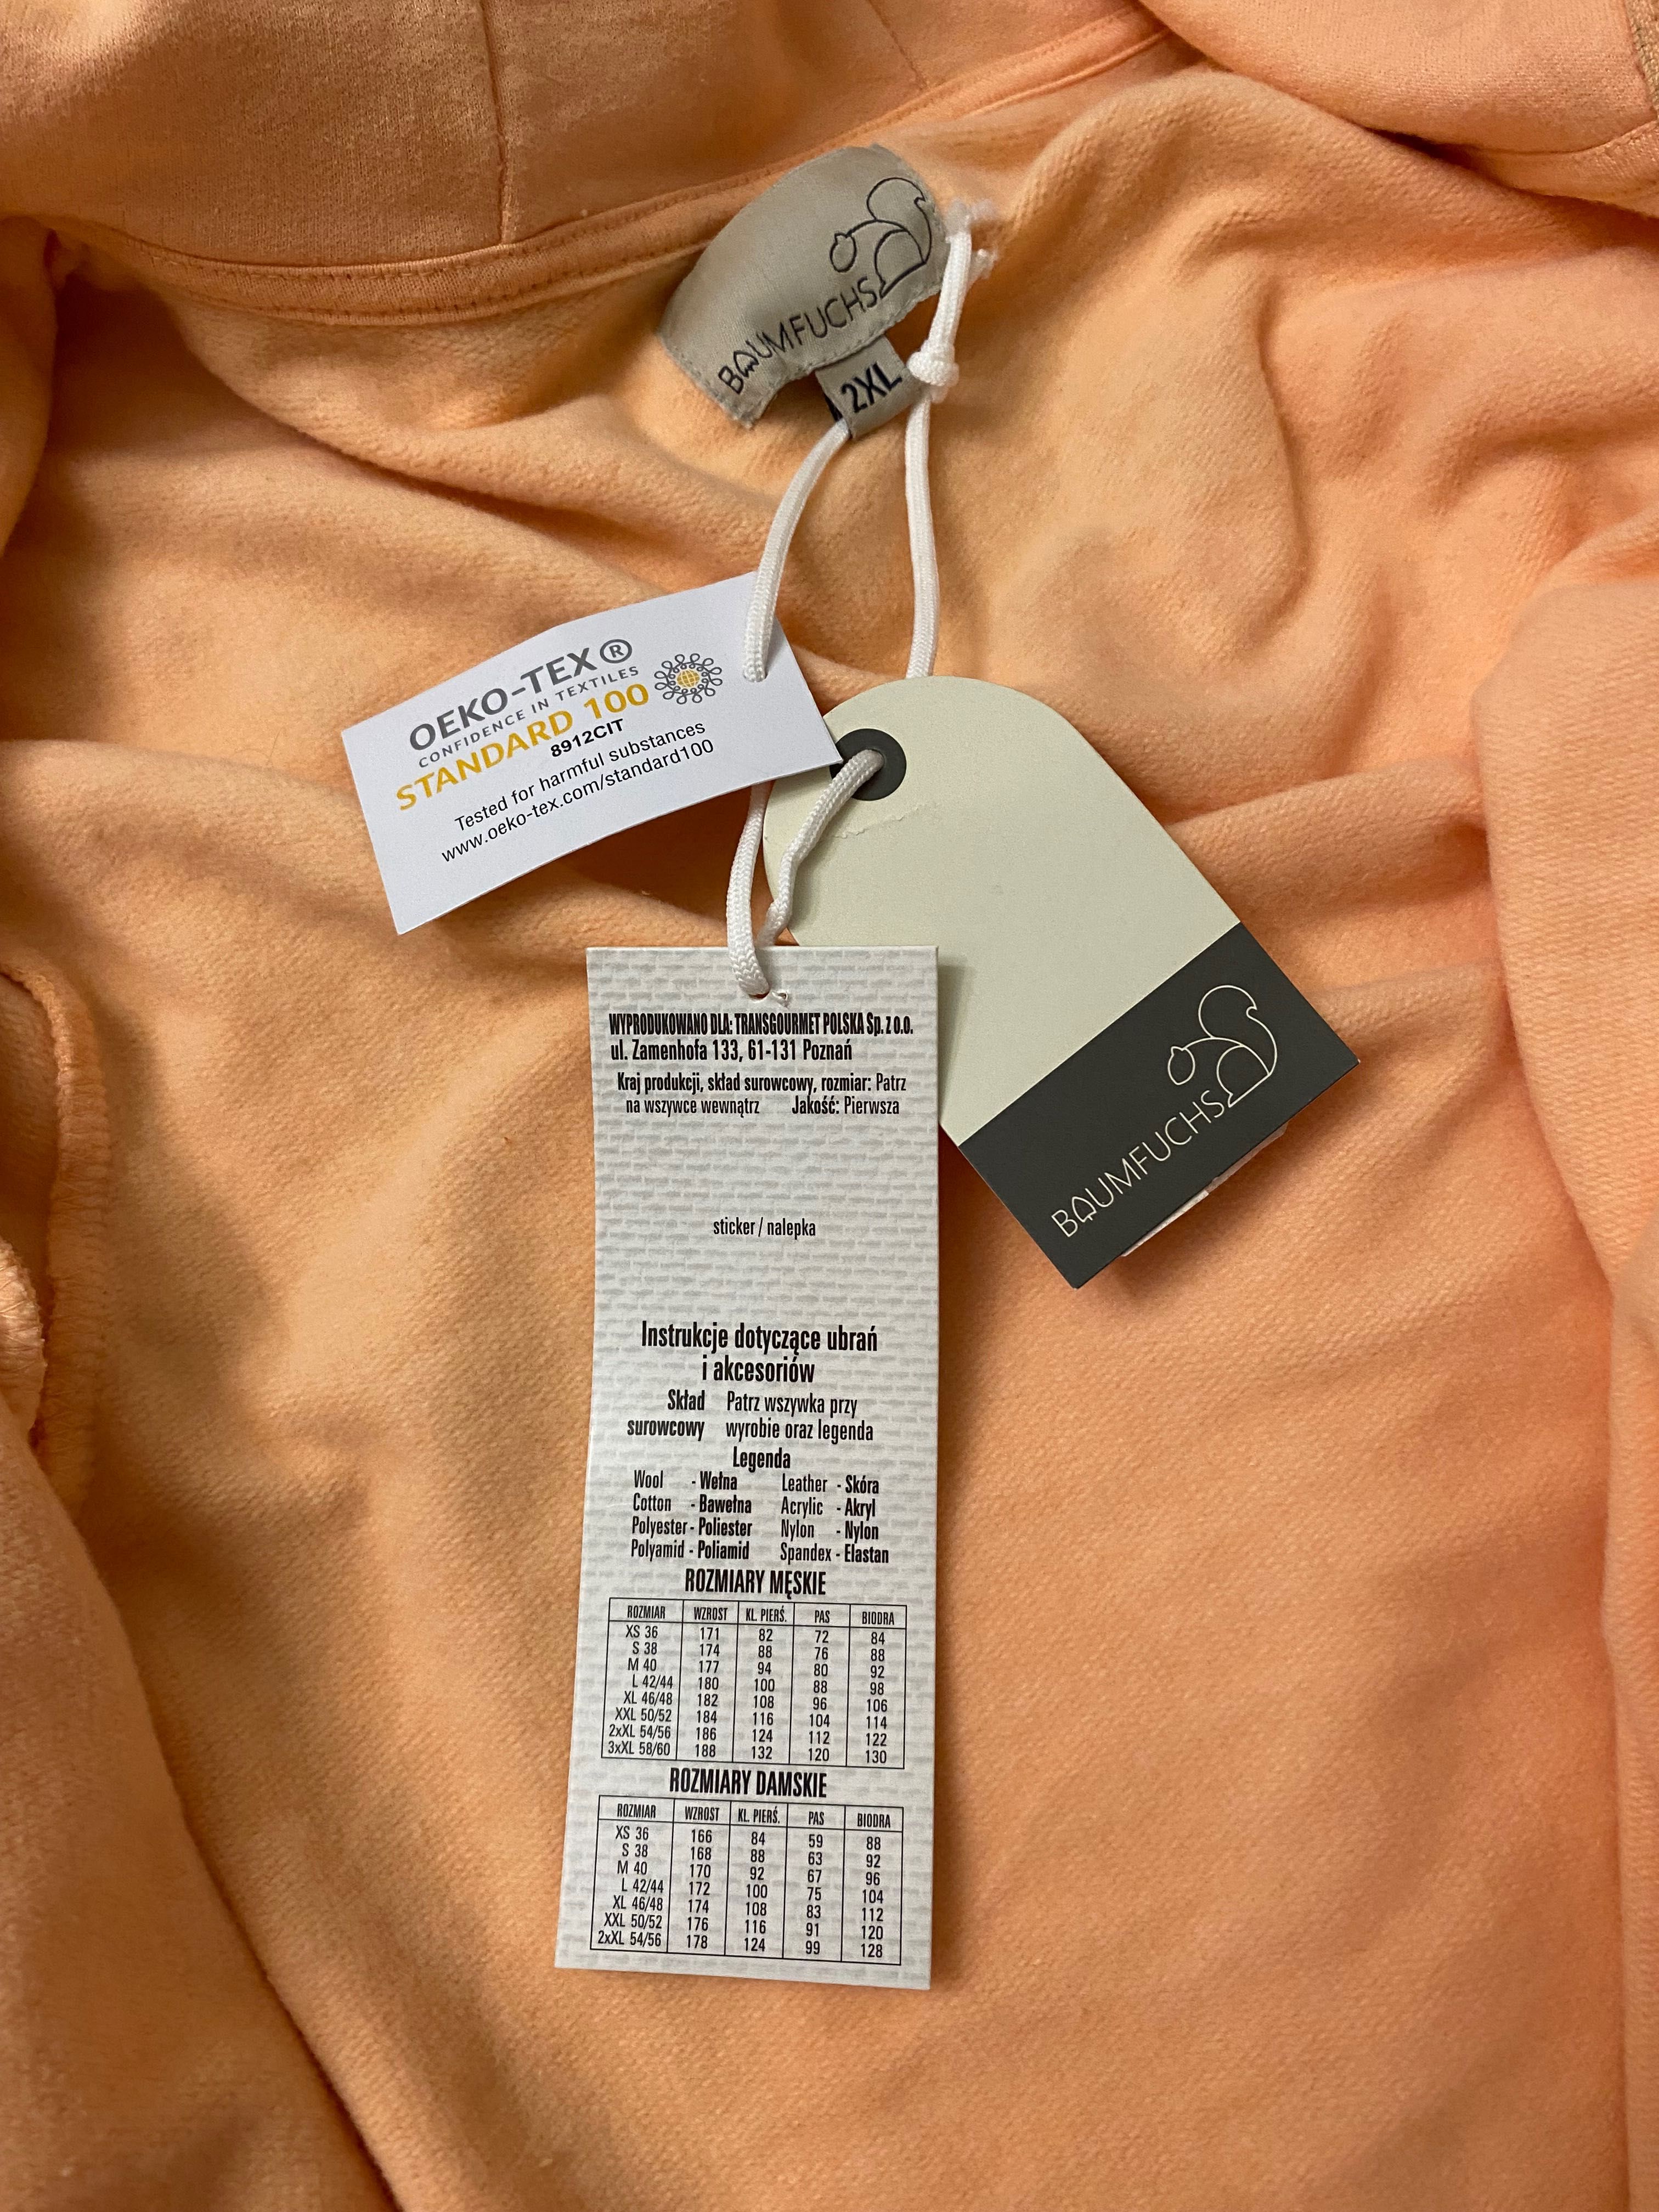 BAUMFUCHS
2XL
OEKO-TEX®
CONFIDENCE IN TEXTILES
STANDARD 100
8912CIT
Tested for harmful substances
www.oeko-tex.com/standard100
BAUMFUCHS
WYPRODUKOWANO DLA: TRANSGOURMET POLSKA Sp. z o.o.
ul. Zamenhofa 133, 61-131 Poznań
Kraj produkcji, skład surowcowy, rozmiar: Patrz
na wszywce wewnątrz Jakość: Pierwsza
sticker / nalepka
Instrukcje dotyczące ubrań
i akcesoriów
Skład Patrz wszywka przy
surowcowy wyrobie oraz legenda
Legenda
Wool - Wełna Leather - Skóra
Cotton - Bawełna Acrylic - Akryl
Polyester - Poliester Nylon - Nylon
Polyamid - Poliamid Spandex - Elastan
ROZMIARY MĘSKIE
ROZMIAR WZROST KL. PIERŚ. PAS BIODRA
XS 36 171 82 72 84
S 38 174 88 76 88
M 40 177 94 80 92
L 42/44 180 100 88 98
XL 46/48 182 108 96 106
XXL 50/52 184 116 104 114
2xXL 54/56 186 124 112 122
3xXL 58/60 188 132 120 130
ROZMIARY DAMSKIE
ROZMIAR WZROST KL. PIERŚ. PAS BIODRA
XS 36 166 84 59 88
S 38 168 88 63 92
M 40 170 92 67 96
L 42/44 172 100 75 104
XL 46/48 174 108 83 112
XXL 50/52 176 116 91 120
2xXL 54/56 178 124 99 128